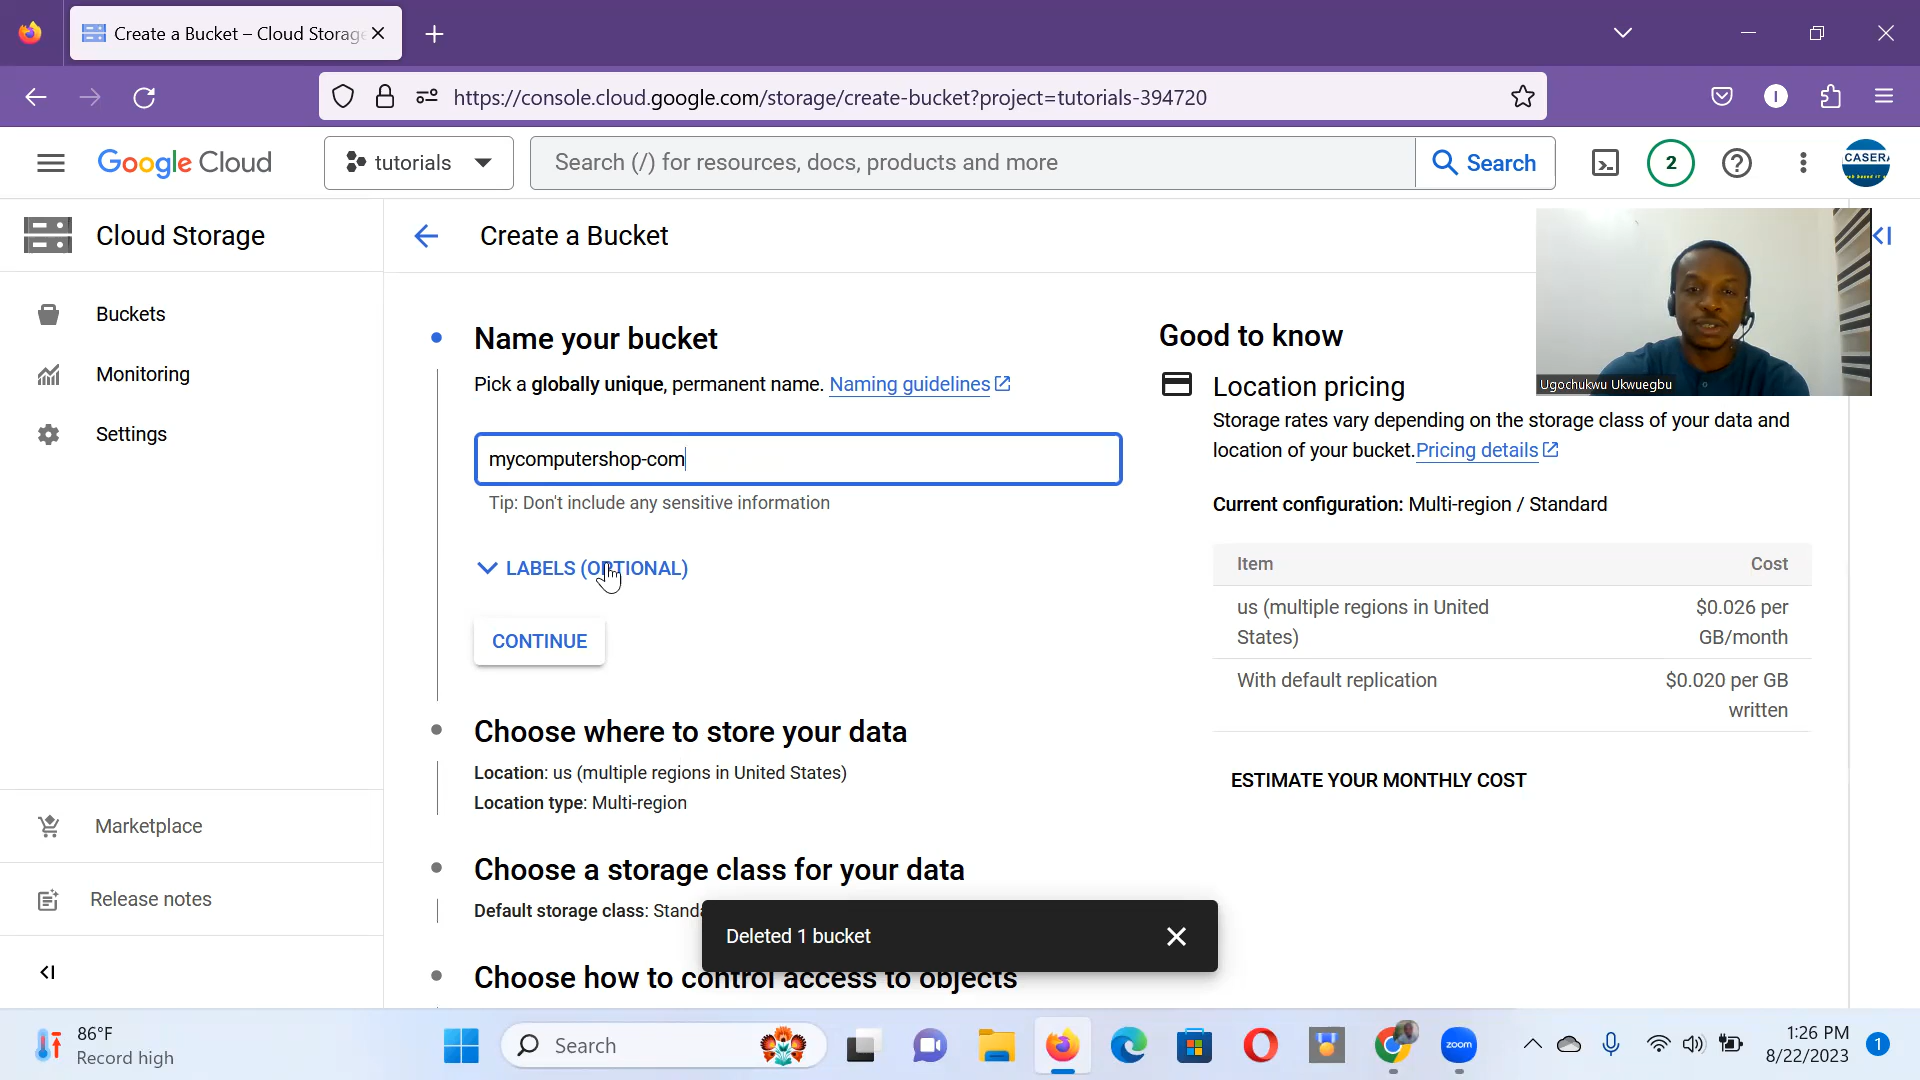 Create a Bucket – Cloud Storage
https://console.cloud.google.com/storage/create-bucket?project=tutorials-394720
Google Cloud
tutorials
Search (/) for resources, docs, products and more
Search
2
CASERA
Cloud Storage
Create a Bucket
Buckets
Monitoring
Settings
Marketplace
Release notes
Name your bucket
Pick a globally unique, permanent name. Naming guidelines
mycomputershop-com
Tip: Don't include any sensitive information
LABELS (OPTIONAL)
CONTINUE
Choose where to store your data
Location: us (multiple regions in United States)
Location type: Multi-region
Choose a storage class for your data
Default storage class: Standa
Deleted 1 bucket
Choose how to control access to objects
Good to know
Location pricing
Storage rates vary depending on the storage class of your data and
location of your bucket. Pricing details
Current configuration: Multi-region / Standard
Item Cost
us (multiple regions in United States) $0.026 per GB/month
With default replication $0.020 per GB written
ESTIMATE YOUR MONTHLY COST
Ugochukwu Ukwuegbu
86°F
Record high
Search
zoom
1:26 PM
8/22/2023
1